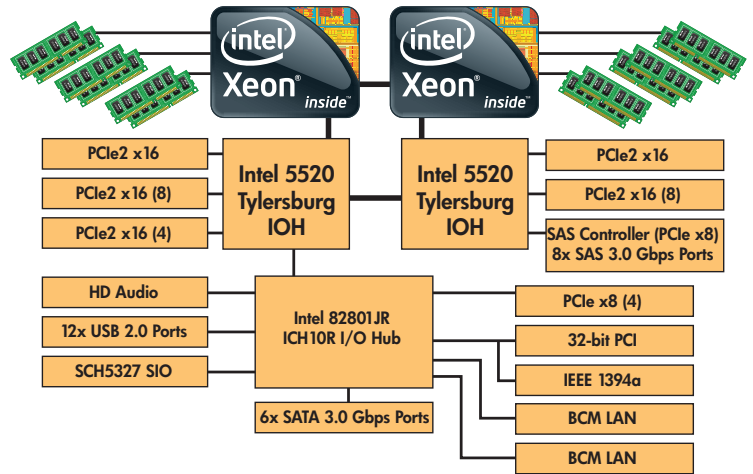 intel
Xeon®
inside™
intel
Xeon®
inside™
PCIe2 x16
PCIe2 x16 (8)
PCIe2 x16 (4)
Intel 5520
Tylersburg
IOH
Intel 5520
Tylersburg
IOH
PCIe2 x16
PCIe2 x16 (8)
SAS Controller (PCIe x8)
8x SAS 3.0 Gbps Ports
HD Audio
12x USB 2.0 Ports
SCH5327 SIO
Intel 82801JR
ICH10R I/O Hub
6x SATA 3.0 Gbps Ports
PCIe x8 (4)
32-bit PCI
IEEE 1394a
BCM LAN
BCM LAN